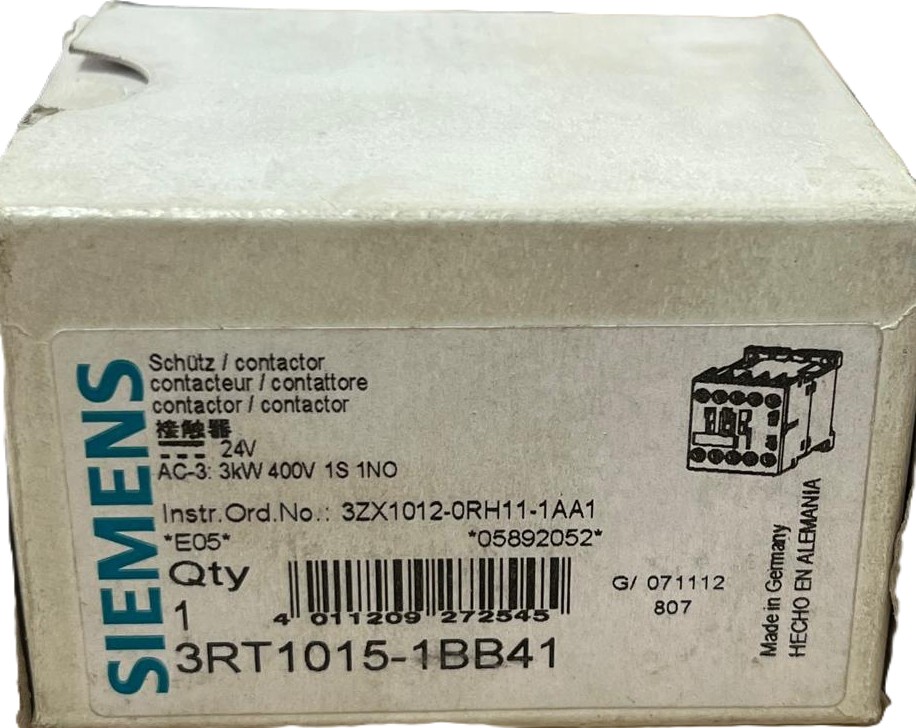 SIEMENS
Schütz / contactor
contacteur / contattore
contactor / contactor
接触器
24V
AC-3: 3kW 400V 1S 1NO
Instr.Ord.No.: 3ZX1012-0RH11-1AA1
*E05* *05892052*
Qty
1
4 011209 272545
G/ 071112
807
3RT1015-1BB41
Made in Germany
HECHO EN ALEMANIA